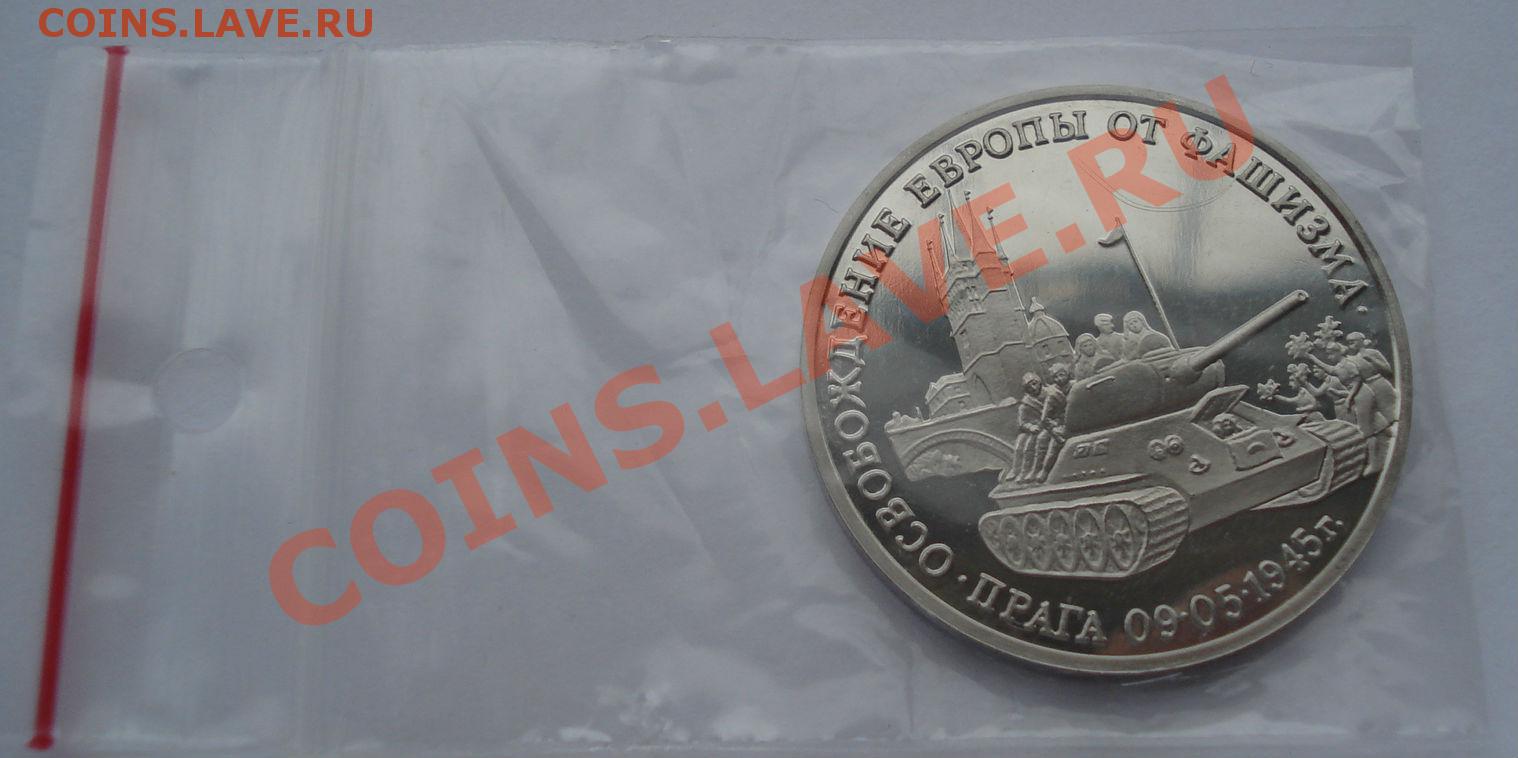 COINS.LAVE.RU
ОСВОБОЖДЕНИЕ ЕВРОПЫ ОТ ФАШИЗМА·
·ПРАГА 09·05·1945г.
COINS.LAVE.RU